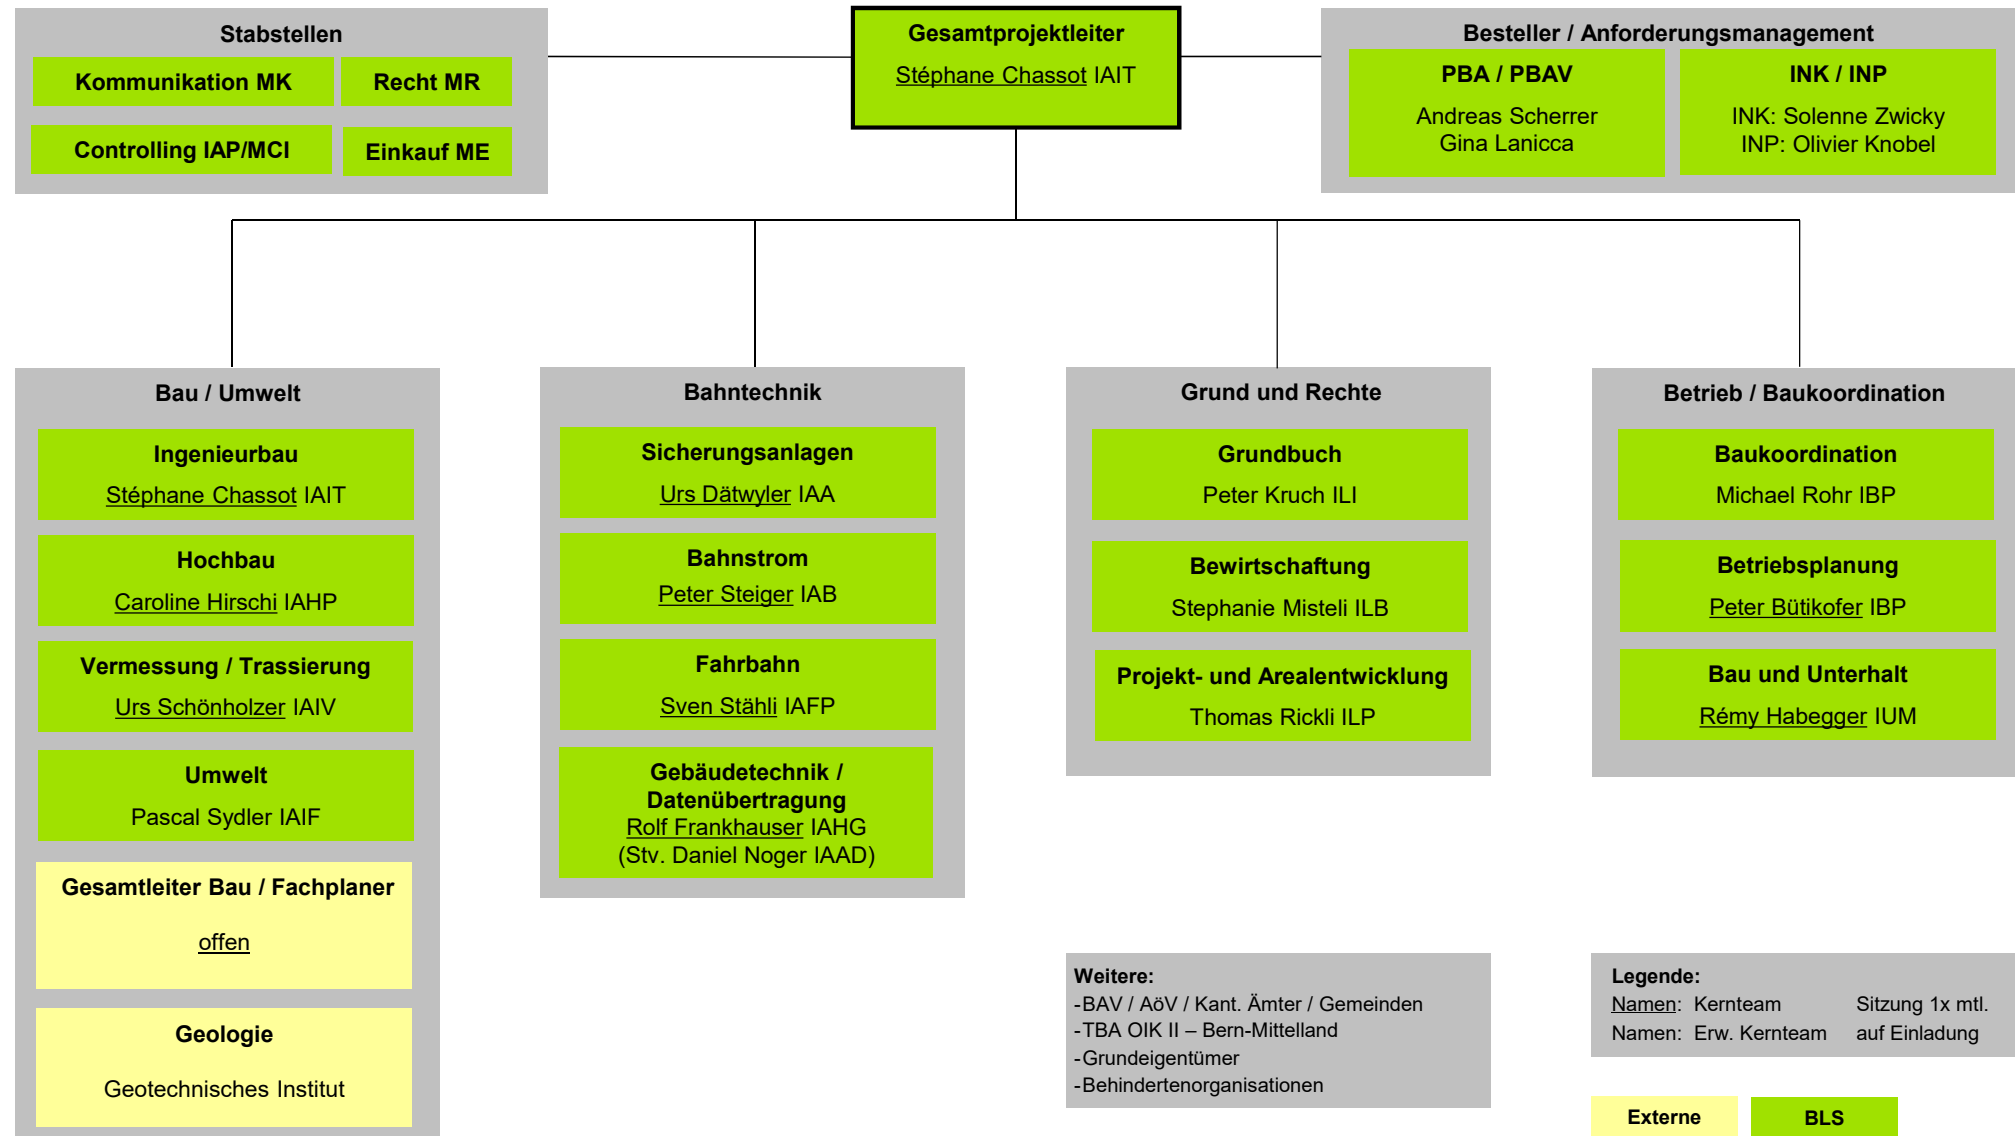 Stabstellen
Kommunikation MK
Recht MR
Controlling IAP/MCI
Einkauf ME
Gesamtprojektleiter
Stéphane Chassot IAIT
Besteller / Anforderungsmanagement
PBA / PBAV
Andreas Scherrer
Gina Lanicca
INK / INP
INK: Solenne Zwicky
INP: Olivier Knobel
Bau / Umwelt
Ingenieurbau
Stéphane Chassot IAIT
Hochbau
Caroline Hirschi IAHP
Vermessung / Trassierung
Urs Schönholzer IAIV
Umwelt
Pascal Sydler IAIF
Gesamtleiter Bau / Fachplaner
offen
Geologie
Geotechnisches Institut
Bahntechnik
Sicherungsanlagen
Urs Dätwyler IAA
Bahnstrom
Peter Steiger IAB
Fahrbahn
Sven Stähli IAFP
Gebäudetechnik /
Datenübertragung
Rolf Frankhauser IAHG
(Stv. Daniel Noger IAAD)
Grund und Rechte
Grundbuch
Peter Kruch ILI
Bewirtschaftung
Stephanie Misteli ILB
Projekt- und Arealentwicklung
Thomas Rickli ILP
Betrieb / Baukoordination
Baukoordination
Michael Rohr IBP
Betriebsplanung
Peter Bütikofer IBP
Bau und Unterhalt
Rémy Habegger IUM
Weitere:
-BAV / AöV / Kant. Ämter / Gemeinden
-TBA OIK II – Bern-Mittelland
-Grundeigentümer
-Behindertenorganisationen
Legende:
Namen: Kernteam Sitzung 1x mtl.
Namen: Erw. Kernteam auf Einladung
Externe
BLS